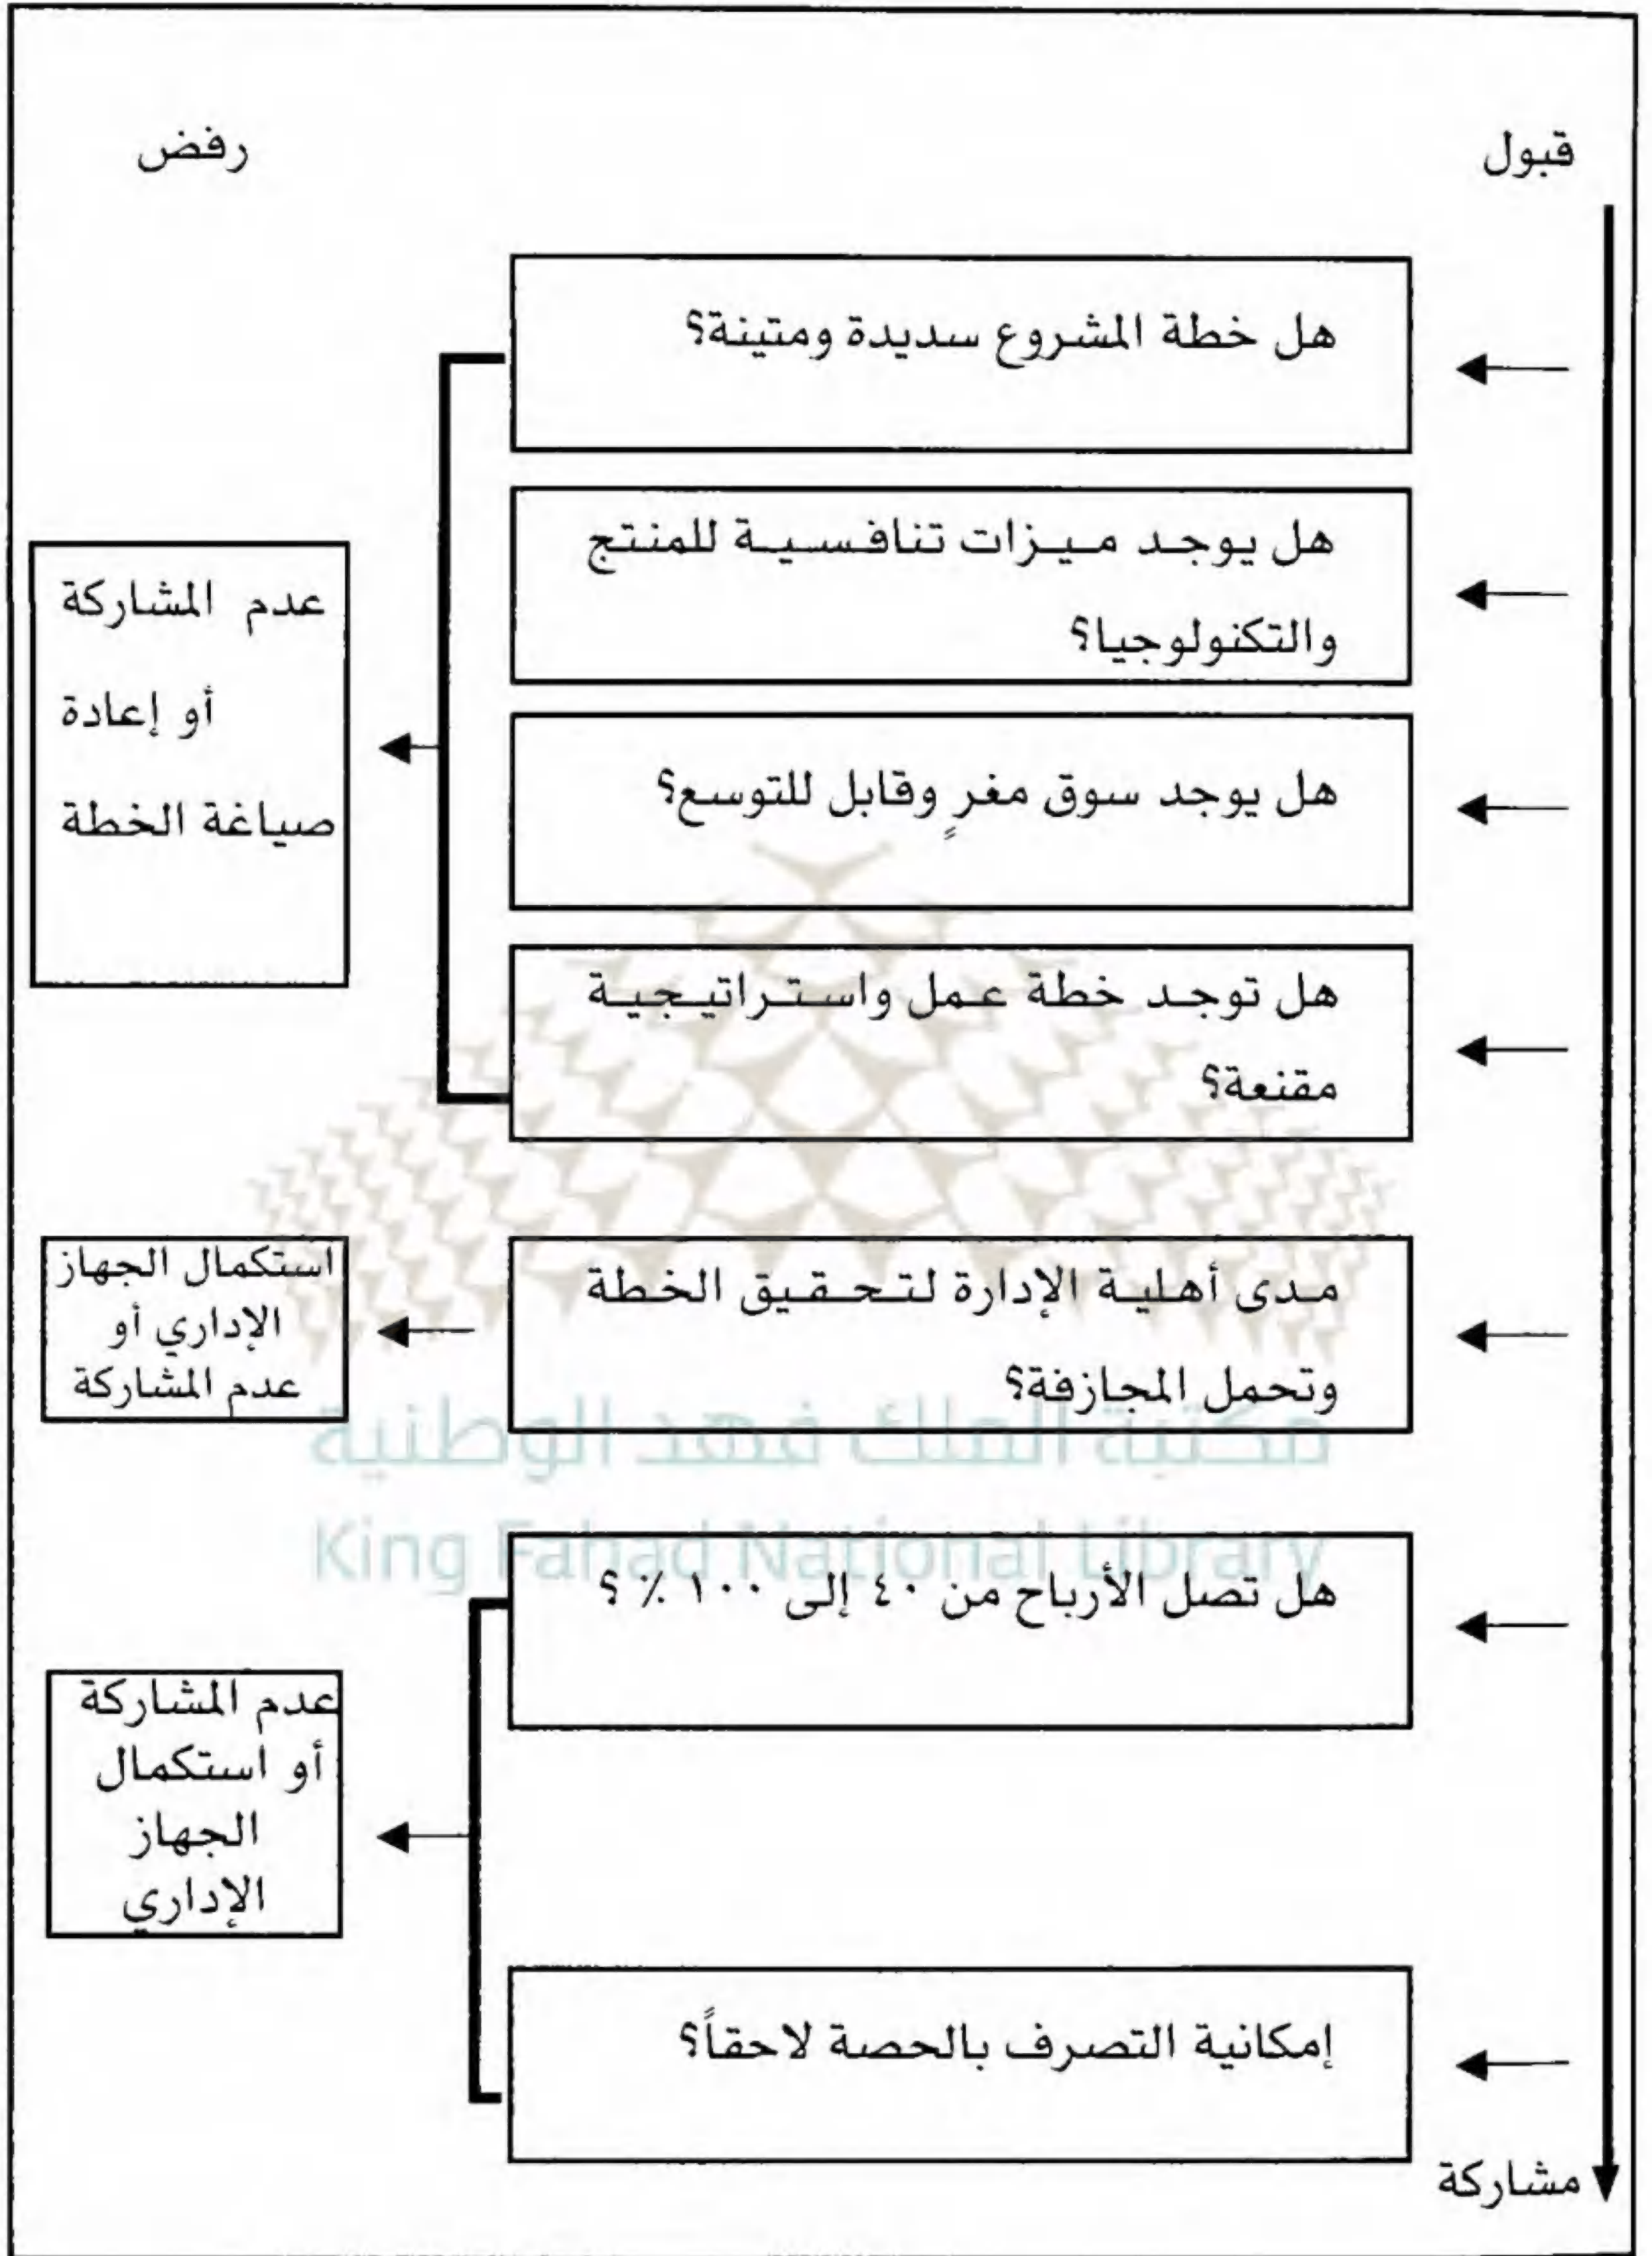 قبول
رفض
هل خطة المشروع سديدة ومتينة؟
هل يوجد ميزات تنافسية للمنتج
والتكنولوجيا؟
هل يوجد سوق مغرٍ وقابل للتوسع؟
هل توجد خطة عمل واستراتيجية
مقنعة؟
عدم المشاركة
أو إعادة
صياغة الخطة
مدى أهلية الإدارة لتحقيق الخطة
وتحمل المجازفة؟
استكمال الجهاز
الإداري أو
عدم المشاركة
مكتبة الملك فهد الوطنية
King Fahad National Library
هل تصل الأرباح من ٤٠ إلى ١٠٠ ٪ ؟
إمكانية التصرف بالحصة لاحقاً؟
عدم المشاركة
أو استكمال
الجهاز
الإداري
مشاركة